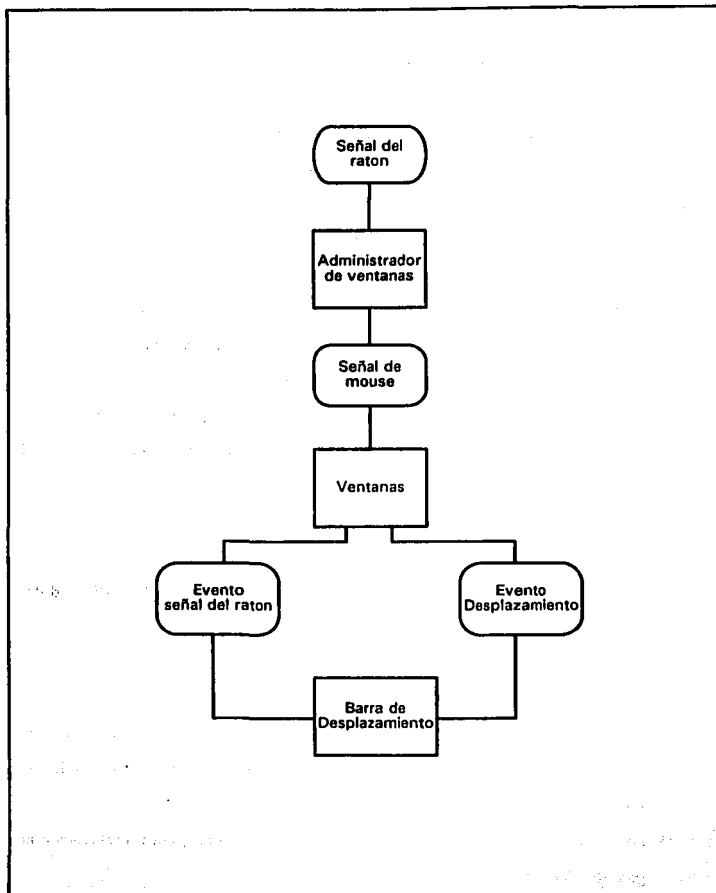 Señal del
raton
Administrador
de ventanas
Señal de
mouse
Ventanas
Evento
señal del raton
Evento
Desplazamiento
Barra de
Desplazamiento